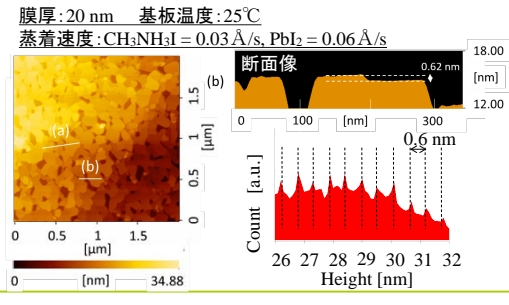 膜厚:20 nm 基板温度:25℃
蒸着速度:CH₃NH₃I = 0.03 Å/s, PbI₂ = 0.06 Å/s
(a)
(b)
0 0.5 1 1.5
[μm]
0 0.5 1 1.5
[μm]
0 [nm] 34.88
(b)
断面像
0.62 nm
18.00
[nm]
12.00
0 100 [nm] 300
0.6 nm
Count [a.u.]
26 27 28 29 30 31 32
Height [nm]